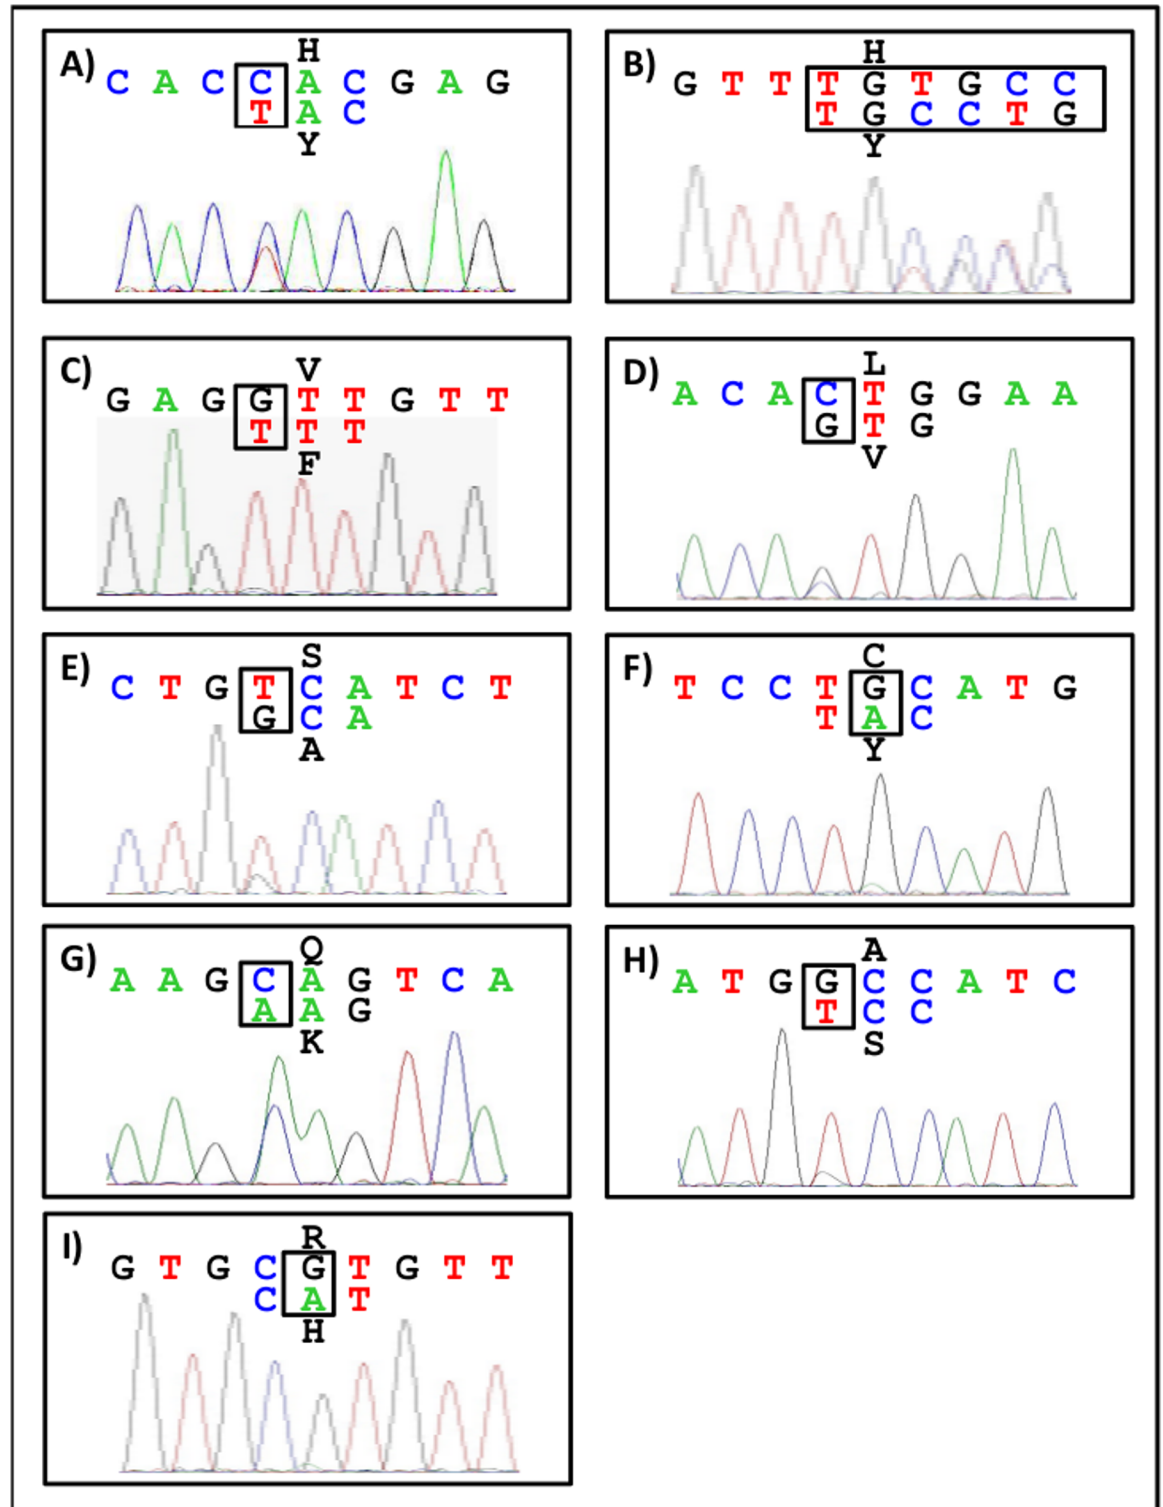 A)
H
C A C C A C G A G
T A C
Y
B)
H
G T T T G T G C C
T G C C T G
Y
C)
V
G A G G T T G T T
T T T
F
D)
L
A C A C T G G A A
G T G
V
E)
S
C T G T C A T C T
G C A
A
F)
C
T C C T G C A T G
T A C
Y
G)
Q
A A G C A G T C A
A A G
K
H)
A
A T G G C C A T C
T C C
S
I)
R
G T G C G T G T T
C A T
H